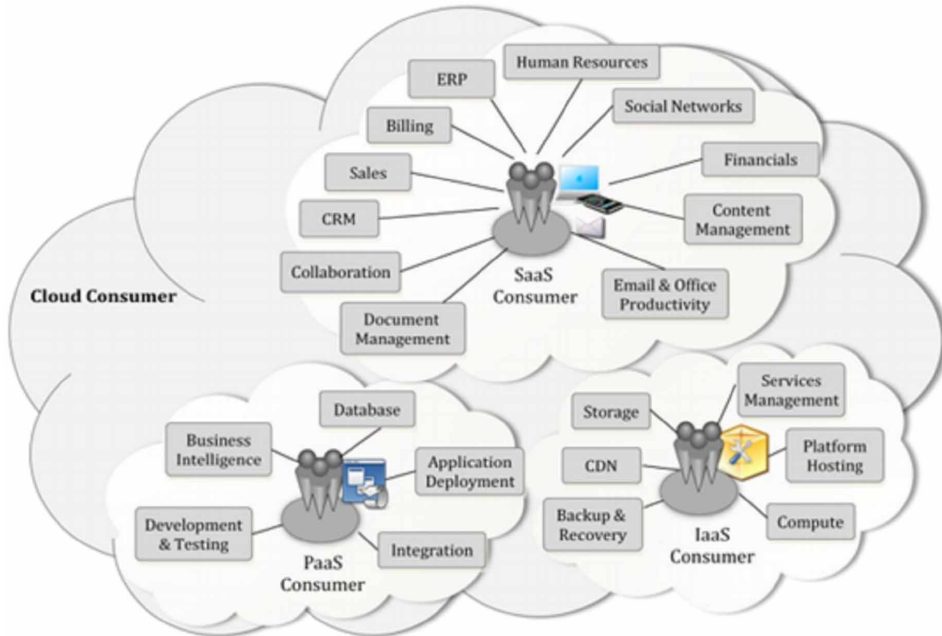 Human Resources
ERP
Social Networks
Billing
Financials
Sales
Content
Management
CRM
Collaboration
SaaS
Consumer
Email & Office
Productivity
Document
Management
Cloud Consumer
Database
Business
Intelligence
Application
Deployment
Development
& Testing
Integration
PaaS
Consumer
Services
Management
Storage
Platform
Hosting
CDN
Backup &
Recovery
Compute
IaaS
Consumer